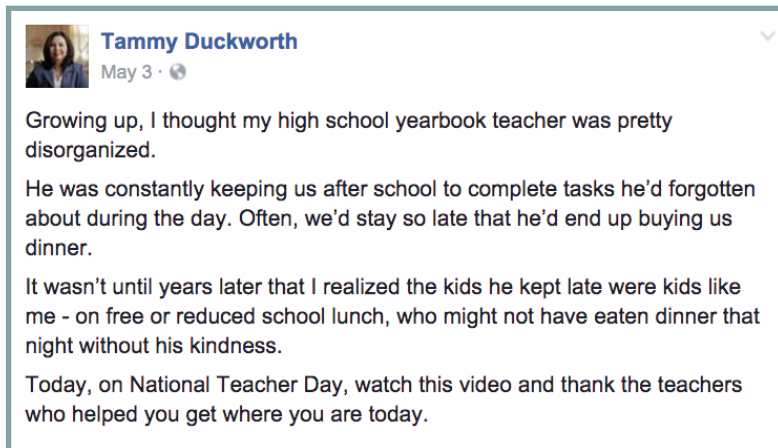 Tammy Duckworth
May 3 ·
Growing up, I thought my high school yearbook teacher was pretty
disorganized.
He was constantly keeping us after school to complete tasks he’d forgotten
about during the day. Often, we’d stay so late that he’d end up buying us
dinner.
It wasn’t until years later that I realized the kids he kept late were kids like
me - on free or reduced school lunch, who might not have eaten dinner that
night without his kindness.
Today, on National Teacher Day, watch this video and thank the teachers
who helped you get where you are today.